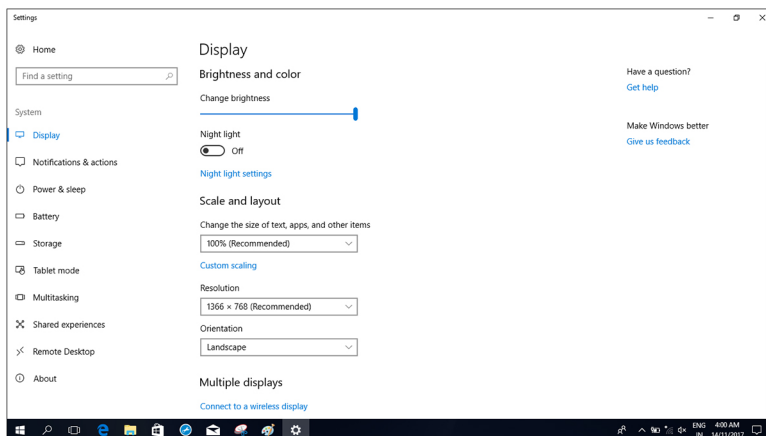 Settings
Home
Find a setting
System
Display
Notifications & actions
Power & sleep
Battery
Storage
Tablet mode
Multitasking
Shared experiences
Remote Desktop
About
Display
Brightness and color
Change brightness
Night light
Off
Night light settings
Scale and layout
Change the size of text, apps, and other items
100% (Recommended)
Custom scaling
Resolution
1366 × 768 (Recommended)
Orientation
Landscape
Multiple displays
Connect to a wireless display
Have a question?
Get help
Make Windows better
Give us feedback
ENG 4:00 AM
IN 14/11/2017